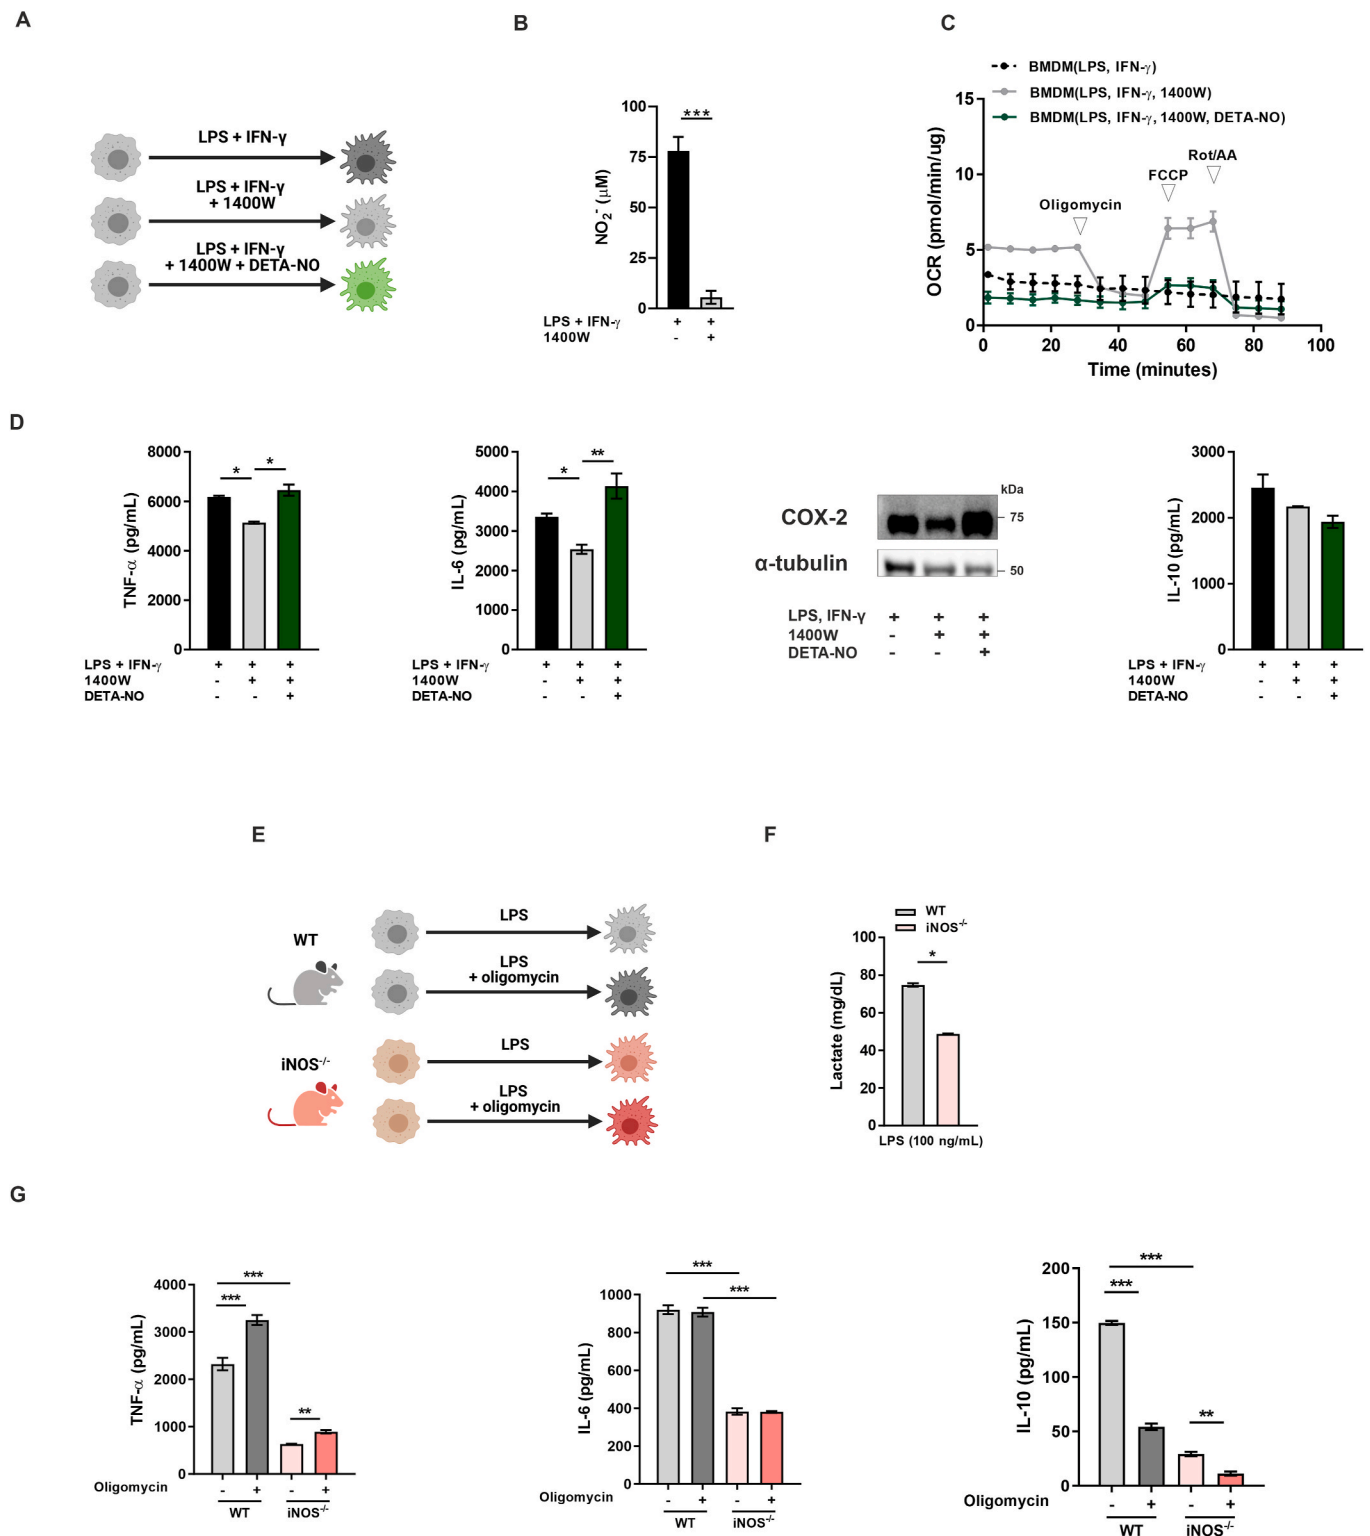 A
LPS + IFN-γ
LPS + IFN-γ
+ 1400W
LPS + IFN-γ
+ 1400W + DETA-NO
B
100
75
50
25
0
NO₂⁻ (μM)
***
LPS + IFN-γ + +
1400W - +
C
BMDM(LPS, IFN-γ)
BMDM(LPS, IFN-γ, 1400W)
BMDM(LPS, IFN-γ, 1400W, DETA-NO)
15
10
5
0
OCR (pmol/min/ug)
Oligomycin
FCCP
Rot/AA
0 20 40 60 80 100
Time (minutes)
D
8000
6000
4000
2000
0
TNF-α (pg/mL)
* *
LPS + IFN-γ + + +
1400W - + +
DETA-NO - - +
5000
4000
3000
2000
1000
0
IL-6 (pg/mL)
* **
LPS + IFN-γ + + +
1400W - + +
DETA-NO - - +
kDa
COX-2
75
α-tubulin
50
LPS, IFN-γ + + +
1400W - + +
DETA-NO - - +
3000
2000
1000
0
IL-10 (pg/mL)
LPS + IFN-γ + + +
1400W - + +
DETA-NO - - +
E
WT
LPS
LPS
+ oligomycin
iNOS⁻/⁻
LPS
LPS
+ oligomycin
F
WT
iNOS⁻/⁻
100
80
60
40
20
0
Lactate (mg/dL)
*
LPS (100 ng/mL)
G
4000
3000
2000
1000
0
TNF-α (pg/mL)
***
***
**
Oligomycin - + - +
WT iNOS⁻/⁻
1000
800
600
400
200
0
IL-6 (pg/mL)
***
***
Oligomycin - + - +
WT iNOS⁻/⁻
200
150
100
50
0
IL-10 (pg/mL)
***
***
**
Oligomycin - + - +
WT iNOS⁻/⁻